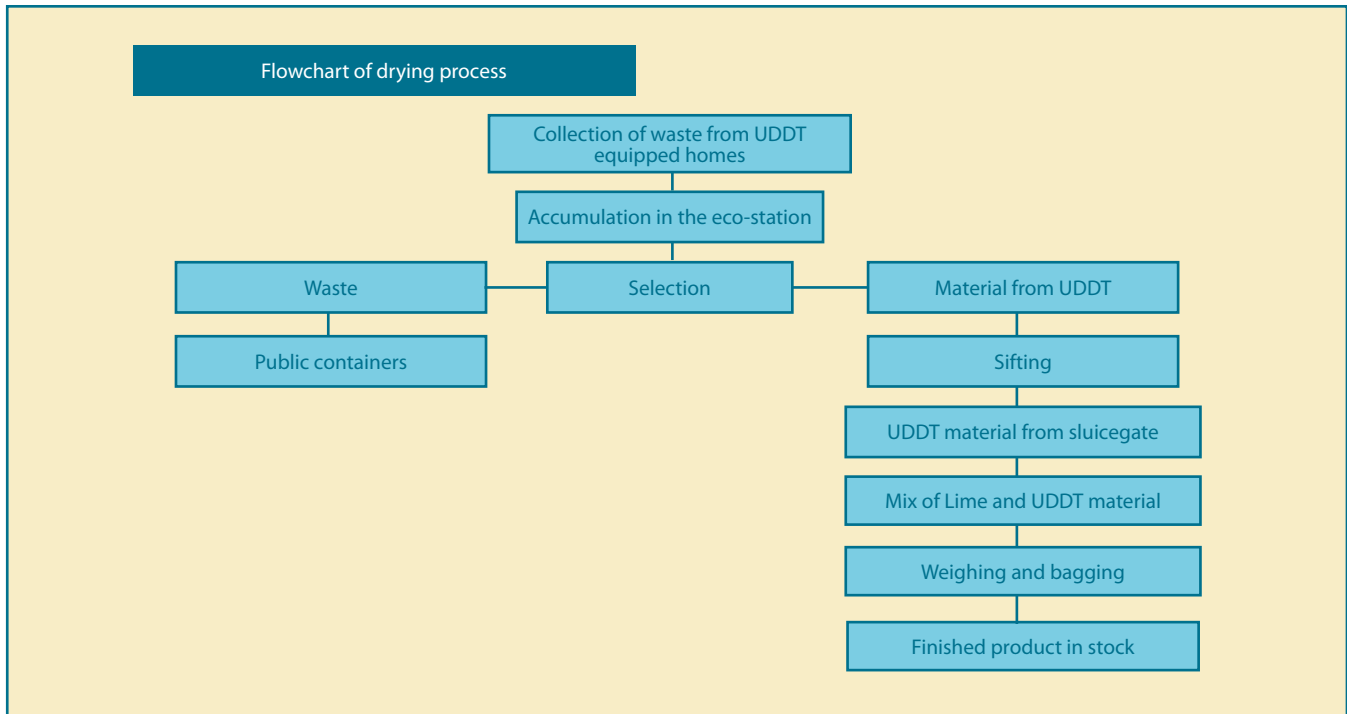 Flowchart of drying process
Collection of waste from UDDT
equipped homes
Accumulation in the eco-station
Waste
Selection
Material from UDDT
Public containers
Sifting
UDDT material from sluicegate
Mix of Lime and UDDT material
Weighing and bagging
Finished product in stock